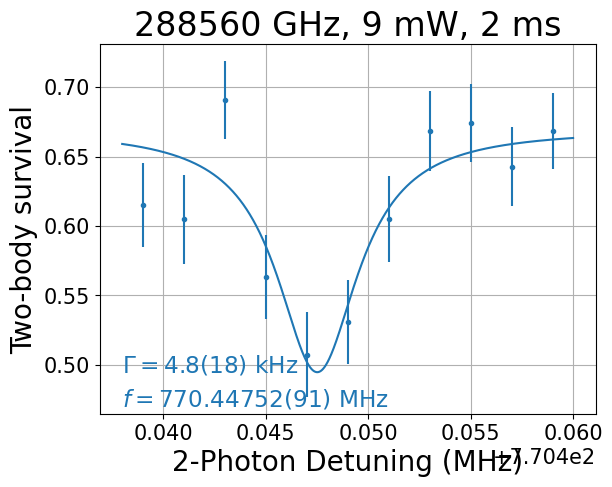 288560 GHz, 9 mW, 2 ms
Two-body survival
0.70
0.65
0.60
0.55
0.50
Γ = 4.8(18) kHz
f = 770.44752(91) MHz
0.040 0.045 0.050 0.055 0.060
2-Photon Detuning (MHz)
+7.704e2